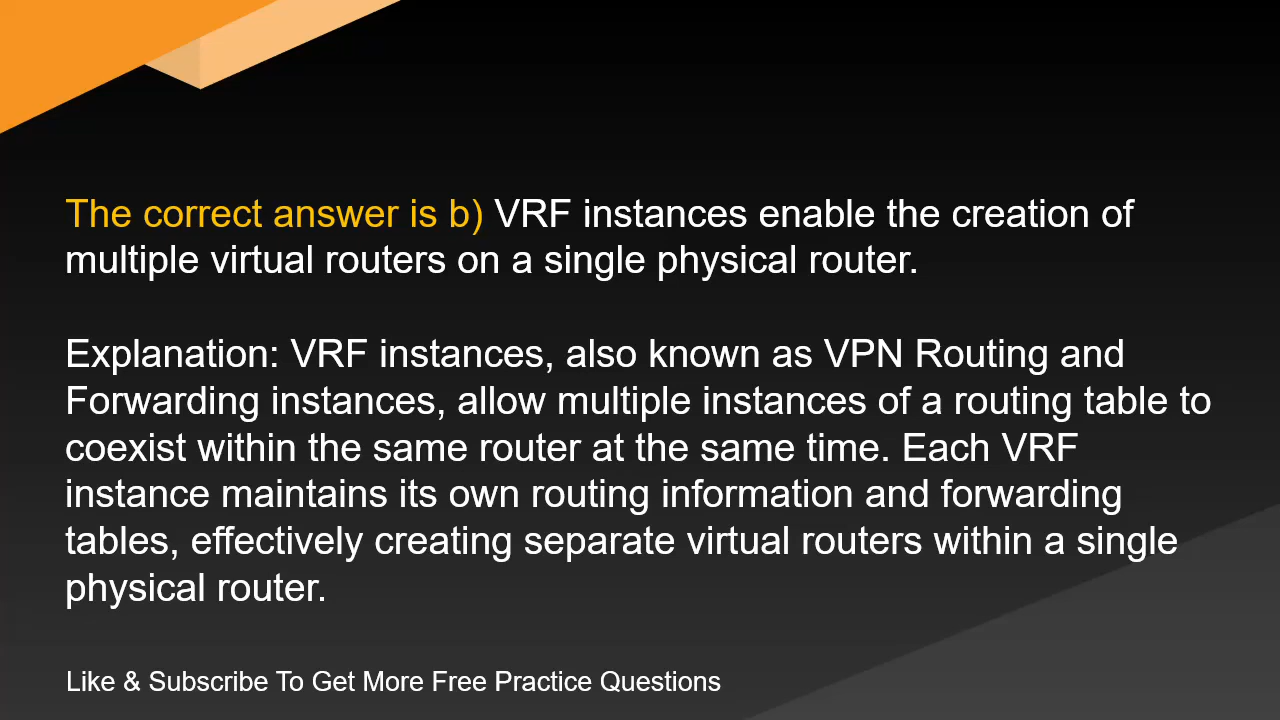 The correct answer is b) VRF instances enable the creation of
multiple virtual routers on a single physical router.
Explanation: VRF instances, also known as VPN Routing and
Forwarding instances, allow multiple instances of a routing table to
coexist within the same router at the same time. Each VRF
instance maintains its own routing information and forwarding
tables, effectively creating separate virtual routers within a single
physical router.
Like & Subscribe To Get More Free Practice Questions